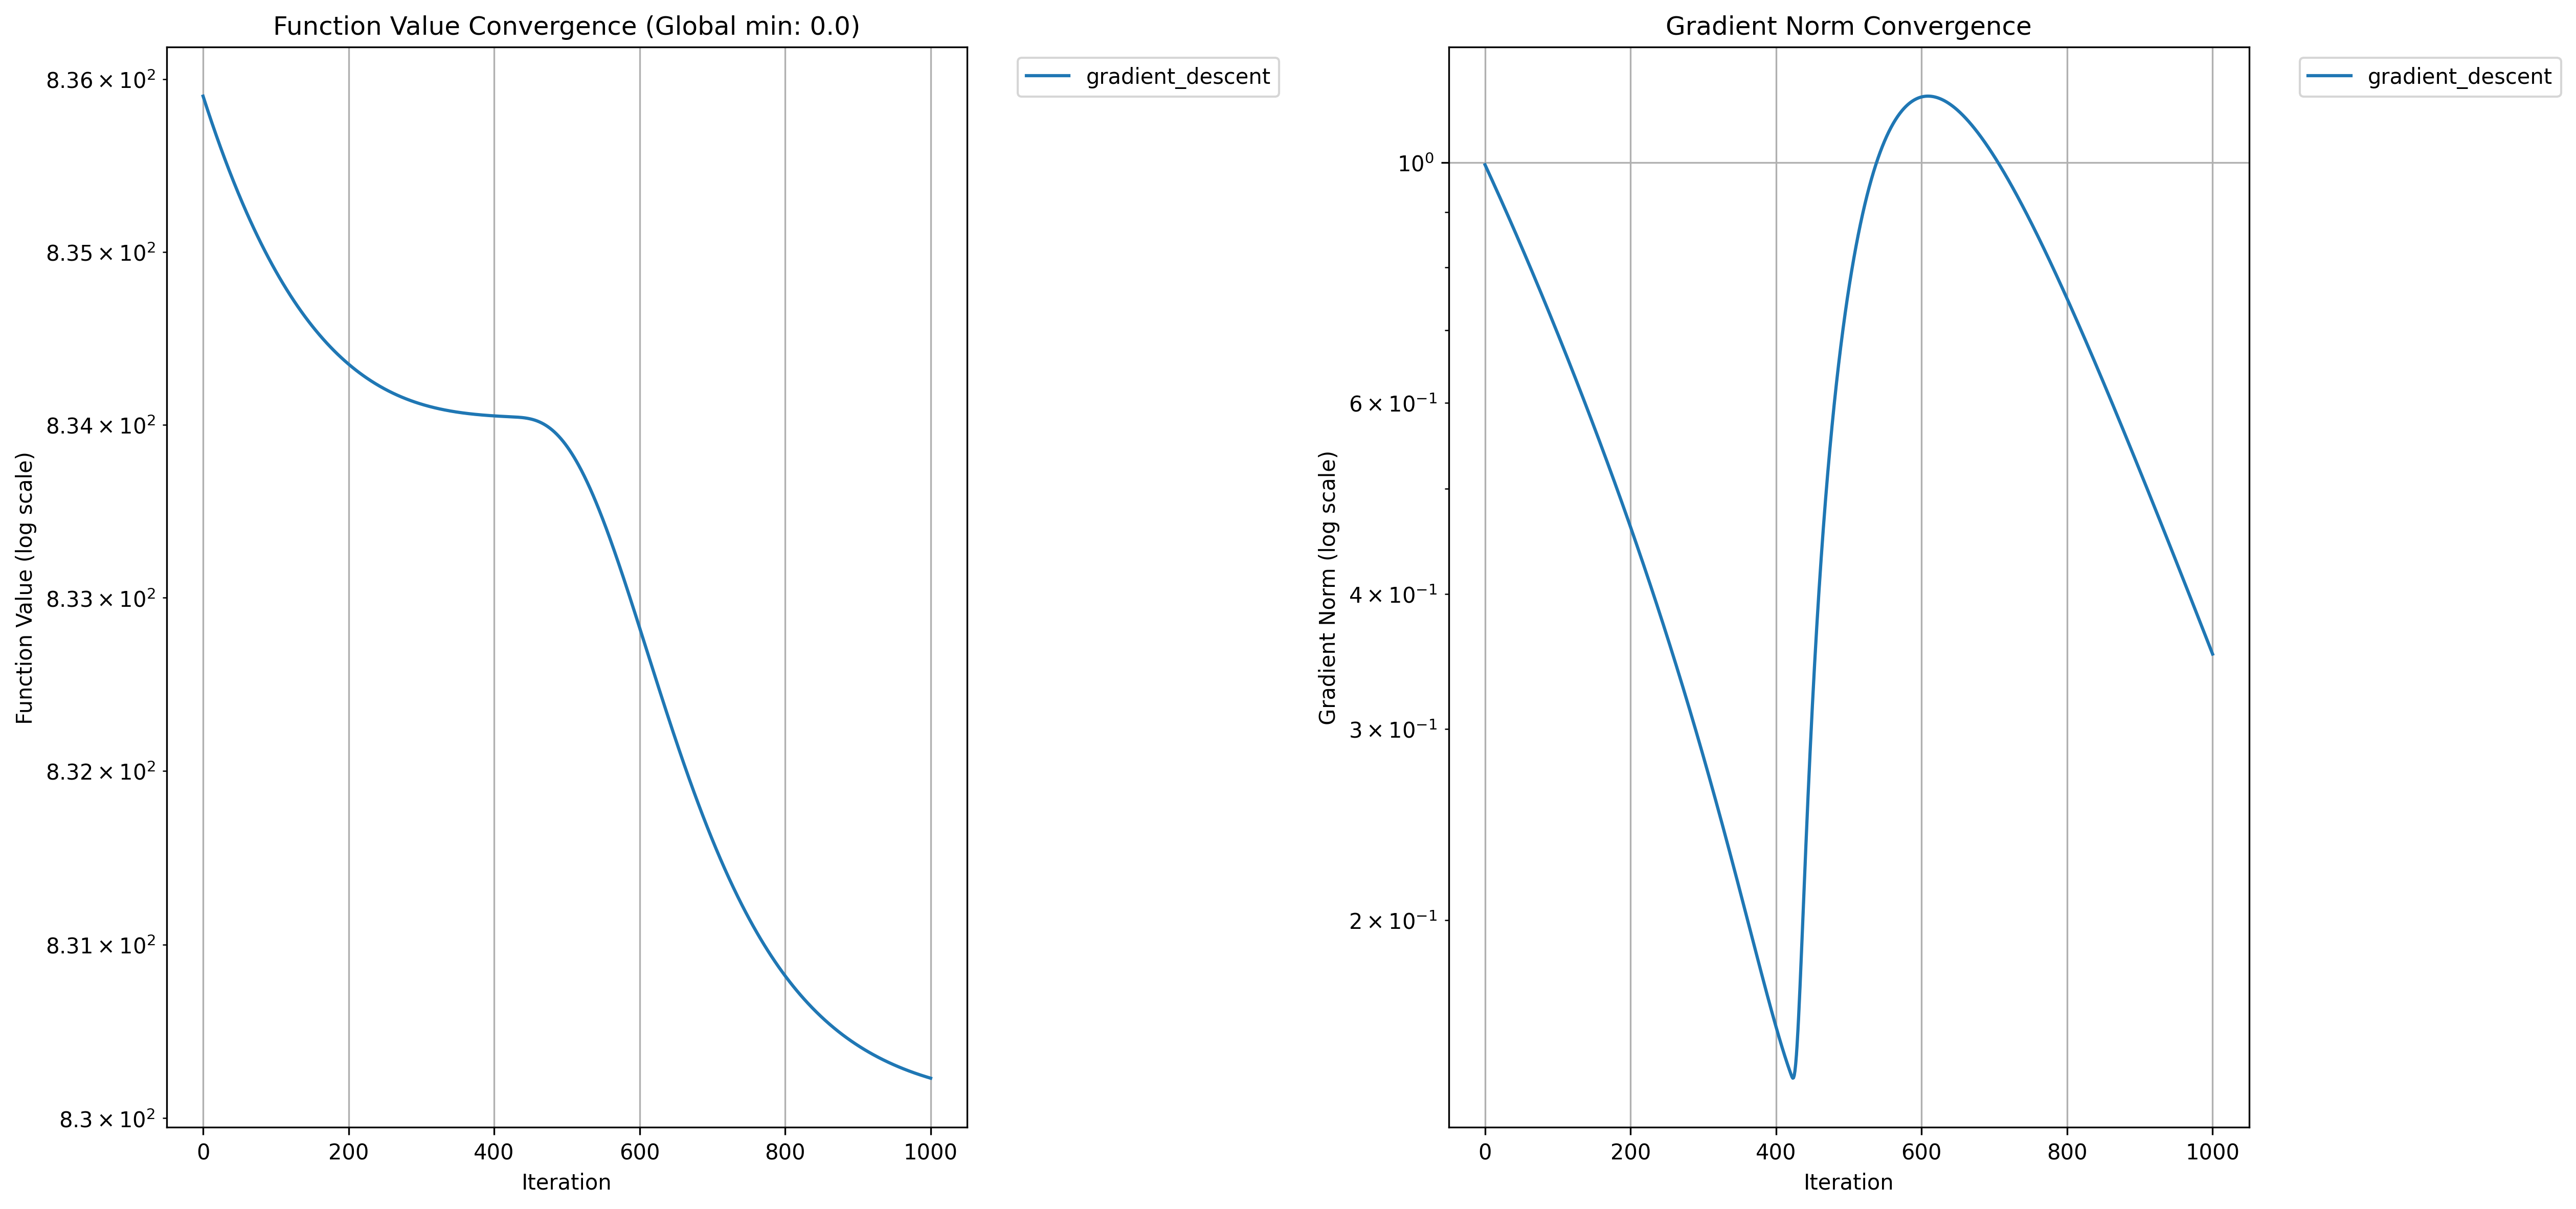 Function Value Convergence (Global min: 0.0)
8.36 × 10²
8.35 × 10²
8.34 × 10²
8.33 × 10²
8.32 × 10²
8.31 × 10²
8.3 × 10²
Function Value (log scale)
0 200 400 600 800 1000
Iteration
gradient_descent
Gradient Norm Convergence
10⁰
6 × 10⁻¹
4 × 10⁻¹
3 × 10⁻¹
2 × 10⁻¹
Gradient Norm (log scale)
0 200 400 600 800 1000
Iteration
gradient_descent